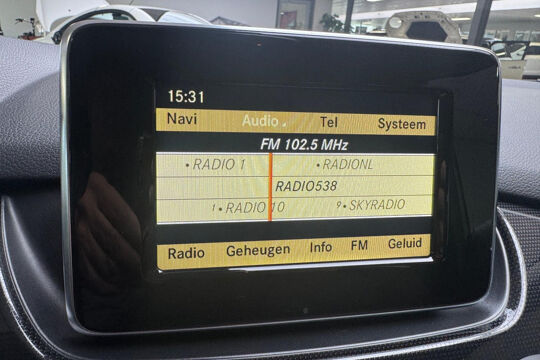 15:31
Navi Audio Tel Systeem
FM 102.5 MHz
• RADIO 1 • RADIONL
RADIO538
1• RADIO 10 9• SKYRADIO
Radio Geheugen Info FM Geluid